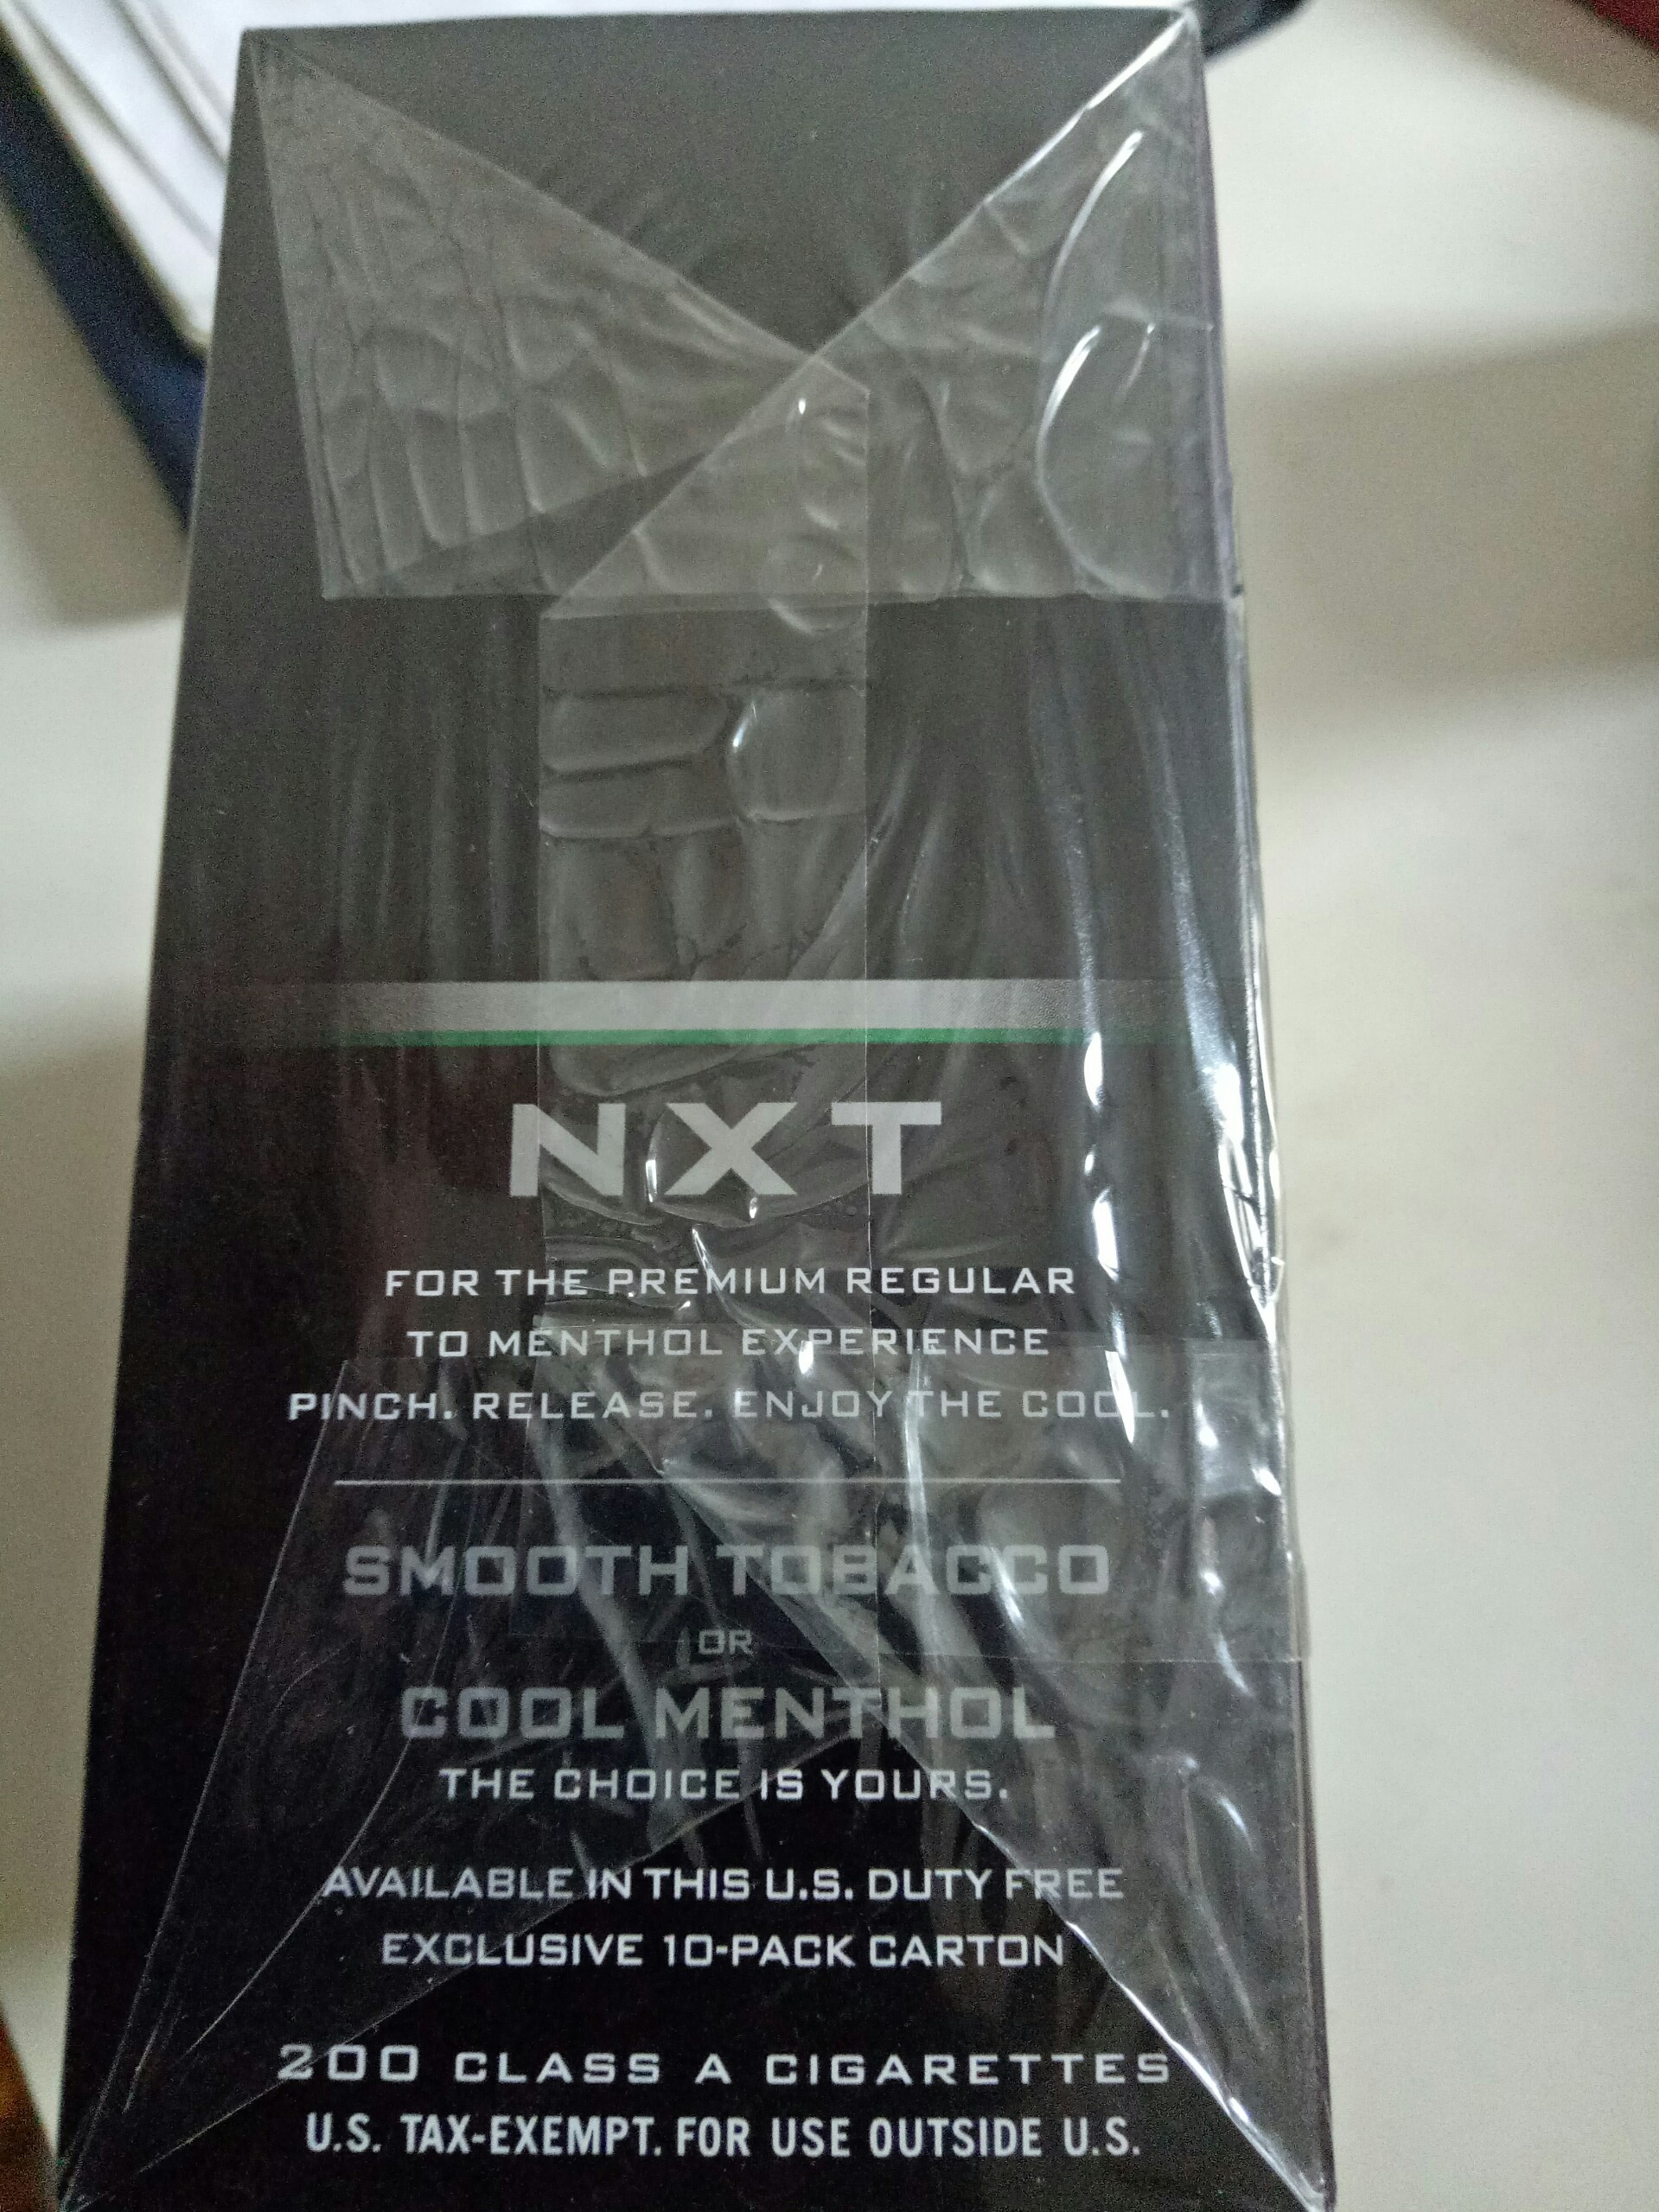 NXT
FOR THE PREMIUM REGULAR
TO MENTHOL EXPERIENCE
PINCH. RELEASE. ENJOY THE COOL.
SMOOTH TOBACCO
OR
COOL MENTHOL
THE CHOICE IS YOURS.
AVAILABLE IN THIS U.S. DUTY FREE
EXCLUSIVE 10-PACK CARTON
200 CLASS A CIGARETTES
U.S. TAX-EXEMPT. FOR USE OUTSIDE U.S.